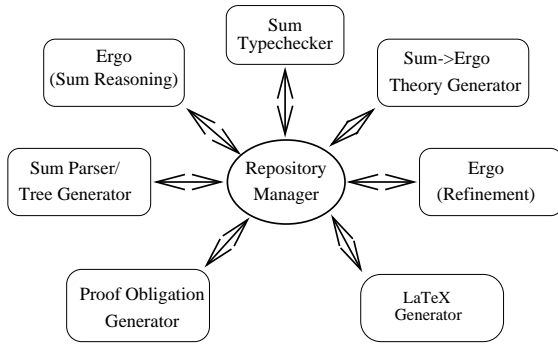 Sum
Typechecker
Ergo
(Sum Reasoning)
Sum->Ergo
Theory Generator
Sum Parser/
Tree Generator
Repository
Manager
Ergo
(Refinement)
Proof Obligation
Generator
LaTeX
Generator